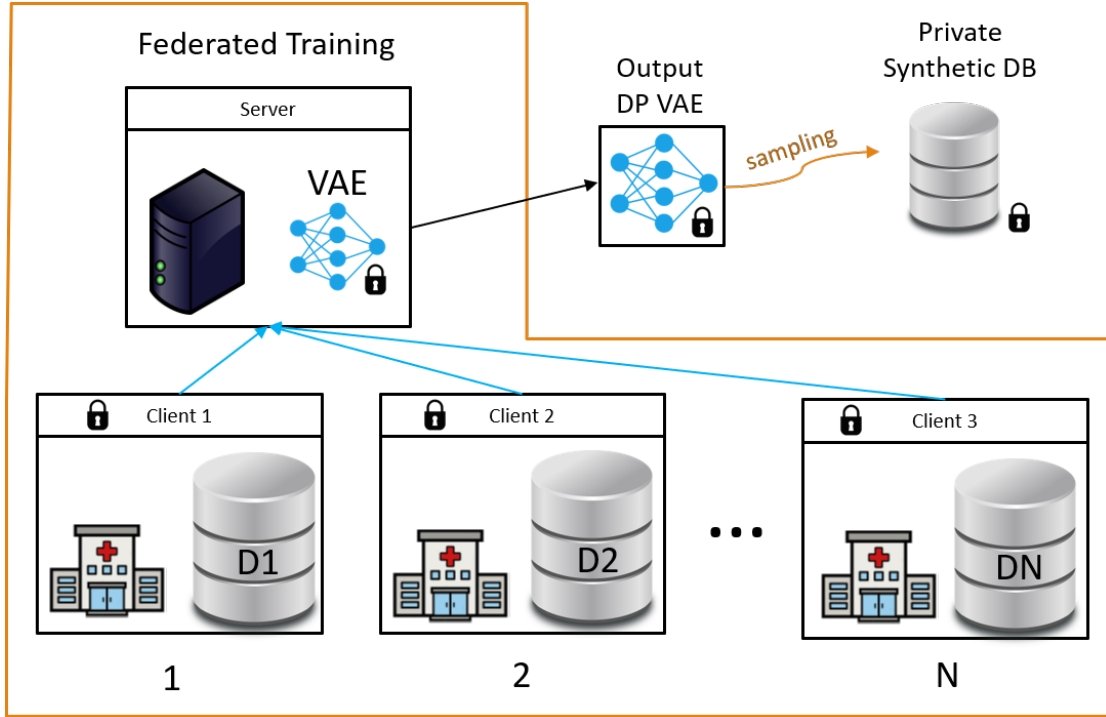 Federated Training
Server
VAE
Output
DP VAE
sampling
Private
Synthetic DB
Client 1
D1
1
Client 2
D2
2
...
Client 3
DN
N